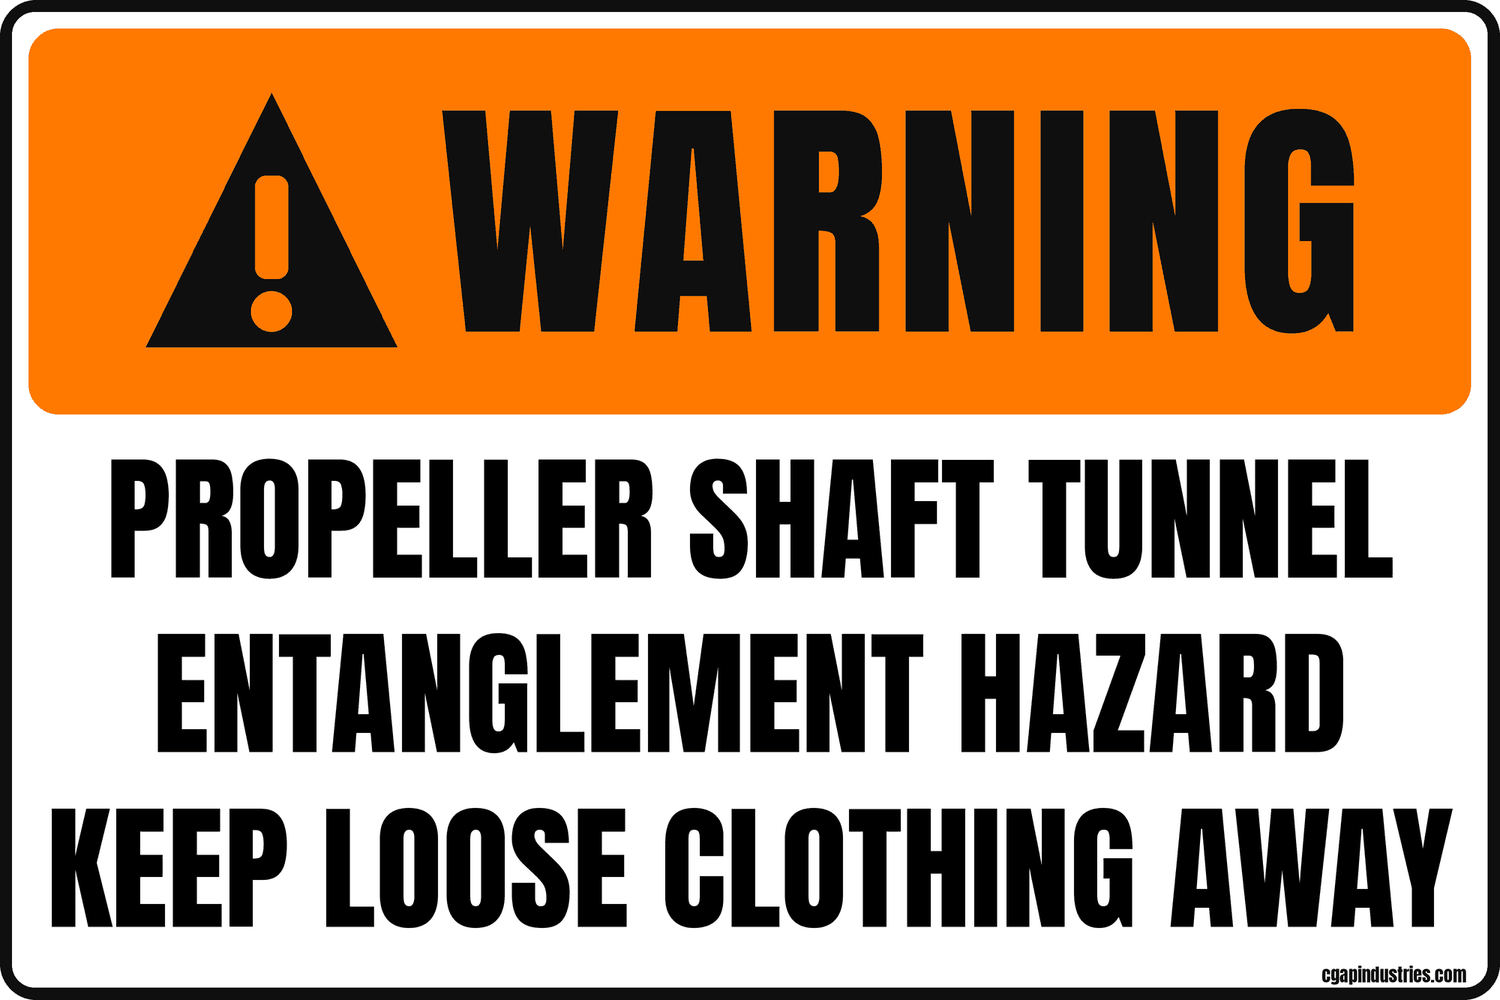 WARNING
PROPELLER SHAFT TUNNEL
ENTANGLEMENT HAZARD
KEEP LOOSE CLOTHING AWAY
cgapindustries.com